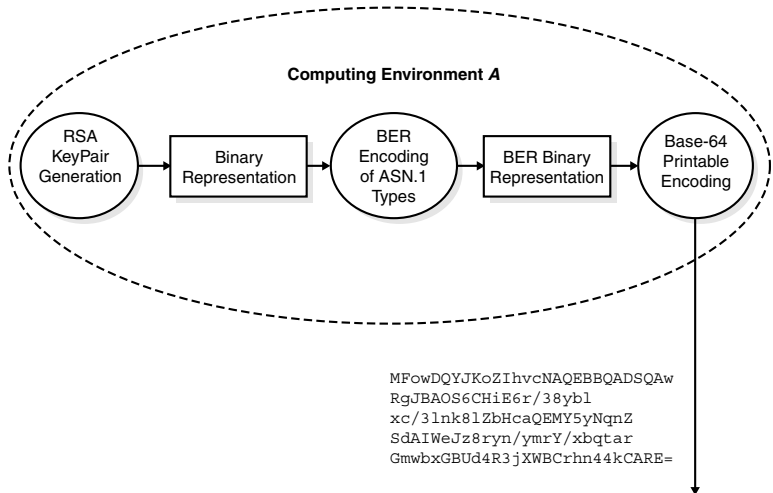 Computing Environment A
RSA
KeyPair
Generation
Binary
Representation
BER
Encoding
of ASN.1
Types
BER Binary
Representation
Base-64
Printable
Encoding
MFowDQYJKoZIhvcNAQEBBQADSQAw
RgJBAOS6CHiE6r/38ybl
xc/3lnk8lZbHcaQEMY5yNqnZ
SdAIWeJz8ryn/ymrY/xbqtar
GmwbxGBUd4R3jXWBCrhn44kCARE=